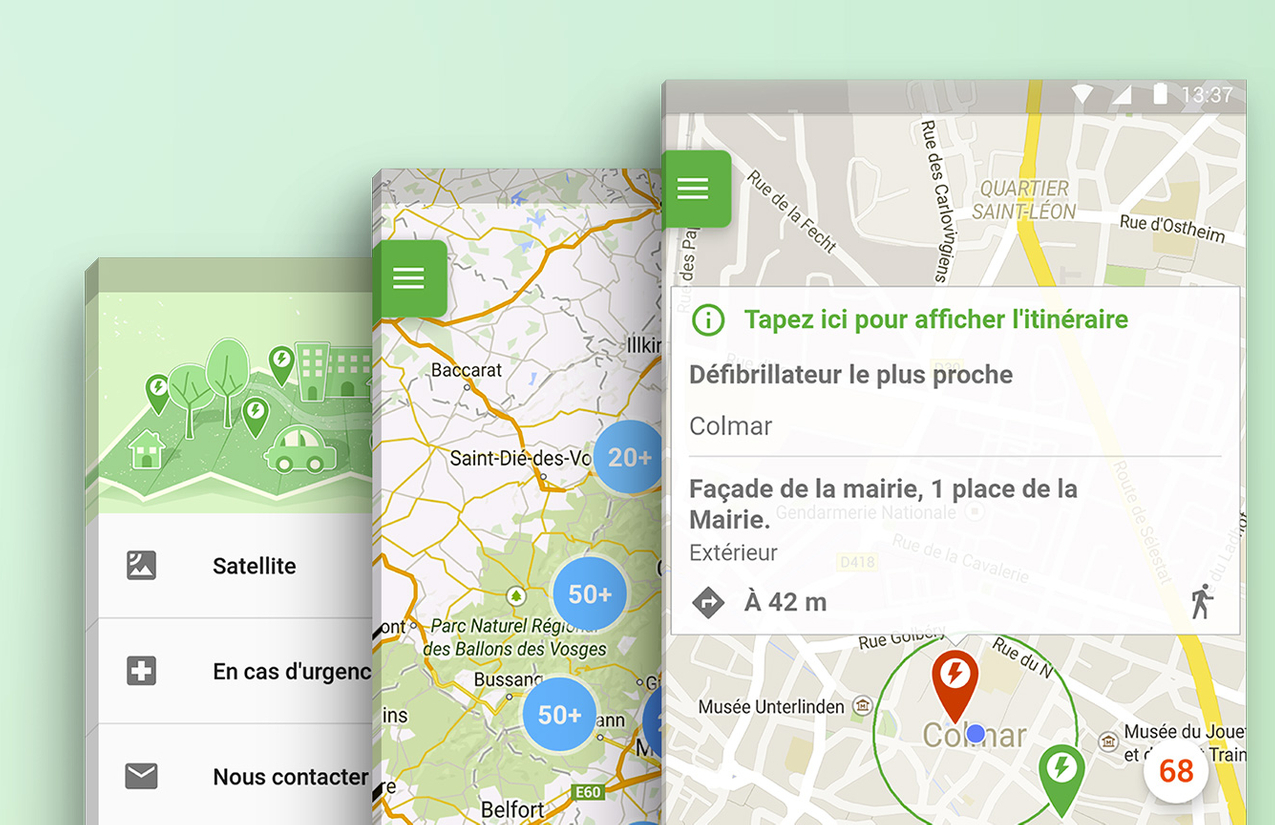 Satellite
En cas d'urgenc
Nous contacter
Illkir
Baccarat
Saint-Dié-des-Vo
20+
50+
ont
Parc Naturel Régional
des Ballons des Vosges
Bussang
50+
ann
ins
re
E60
Belfort
13:37
Rue des Carlovingiens
Rue de la Fecht
QUARTIER
SAINT-LÉON
Rue d'Ostheim
Tapez ici pour afficher l'itinéraire
Défibrillateur le plus proche
Colmar
Façade de la mairie, 1 place de la
Mairie.
Gendarmerie Nationale
Extérieur
D418
Rue de la Cavalerie
Route de Sélestat
À 42 m
Rue Golbéry
Rue du N
Musée Unterlinden
Colmar
Musée du Jouet
et Train
68